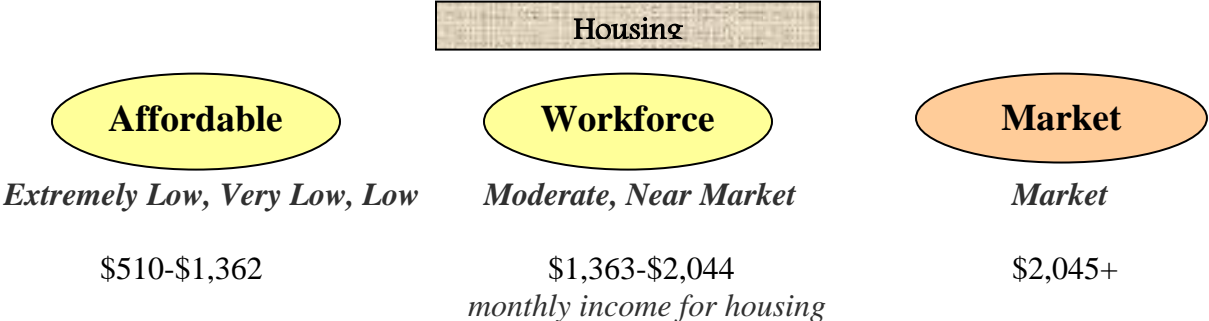 Housing
Affordable Workforce Market
Extremely Low, Very Low, Low Moderate, Near Market Market
$510-$1,362 $1,363-$2,044 $2,045+
monthly income for housing